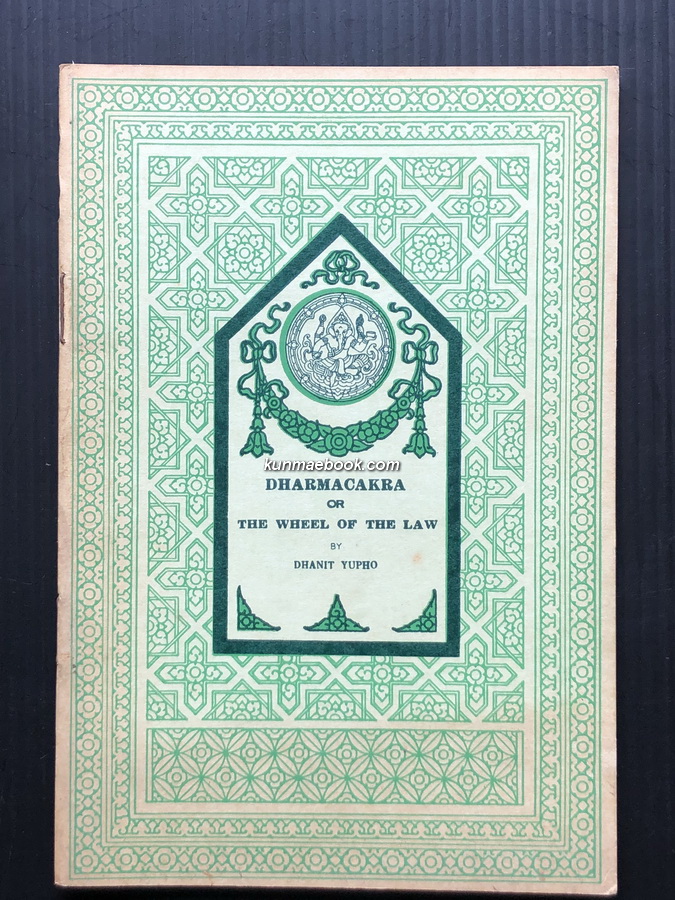 kunmaebook.com
DHARMACAKRA
OR
THE WHEEL OF THE LAW
BY
DHANIT YUPHO